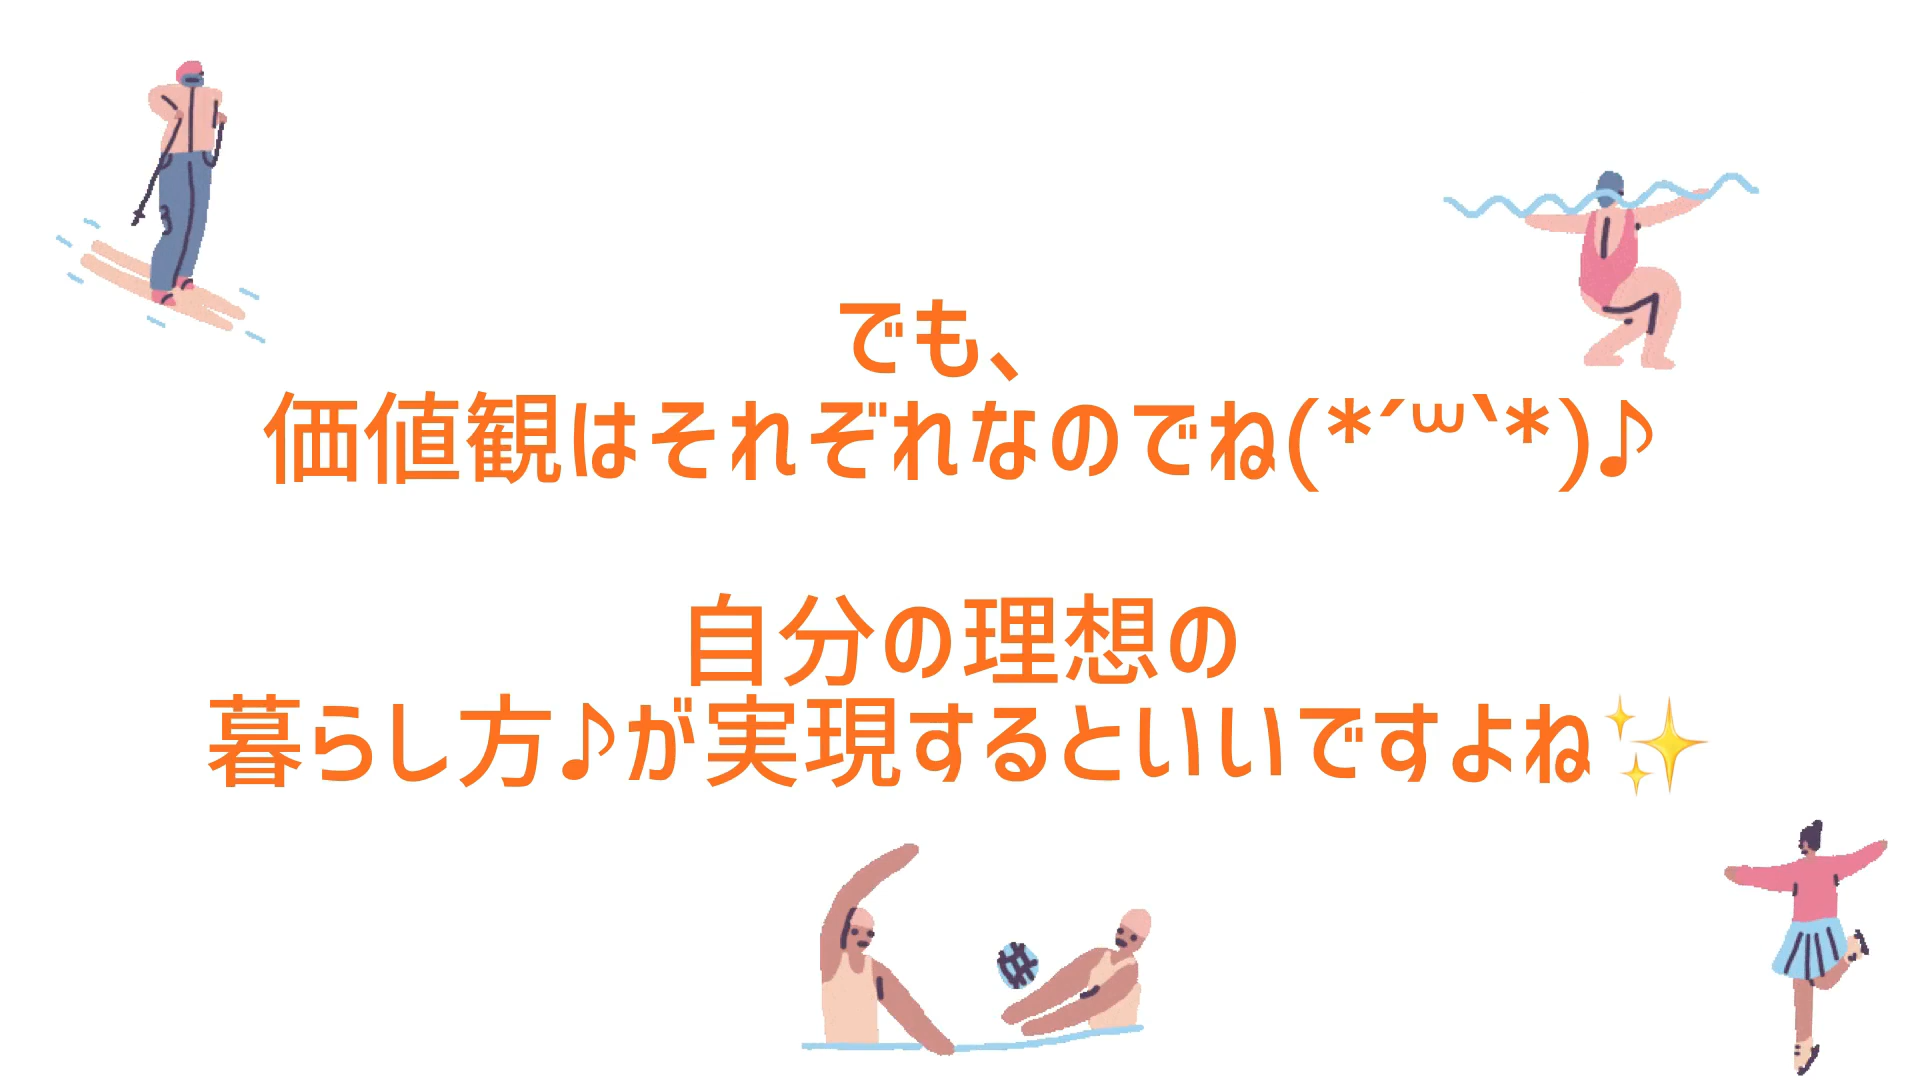 でも、
価値観はそれぞれなのでね(*´꒳`*)♪
自分の理想の
暮らし方♪が実現するといいですよね✨